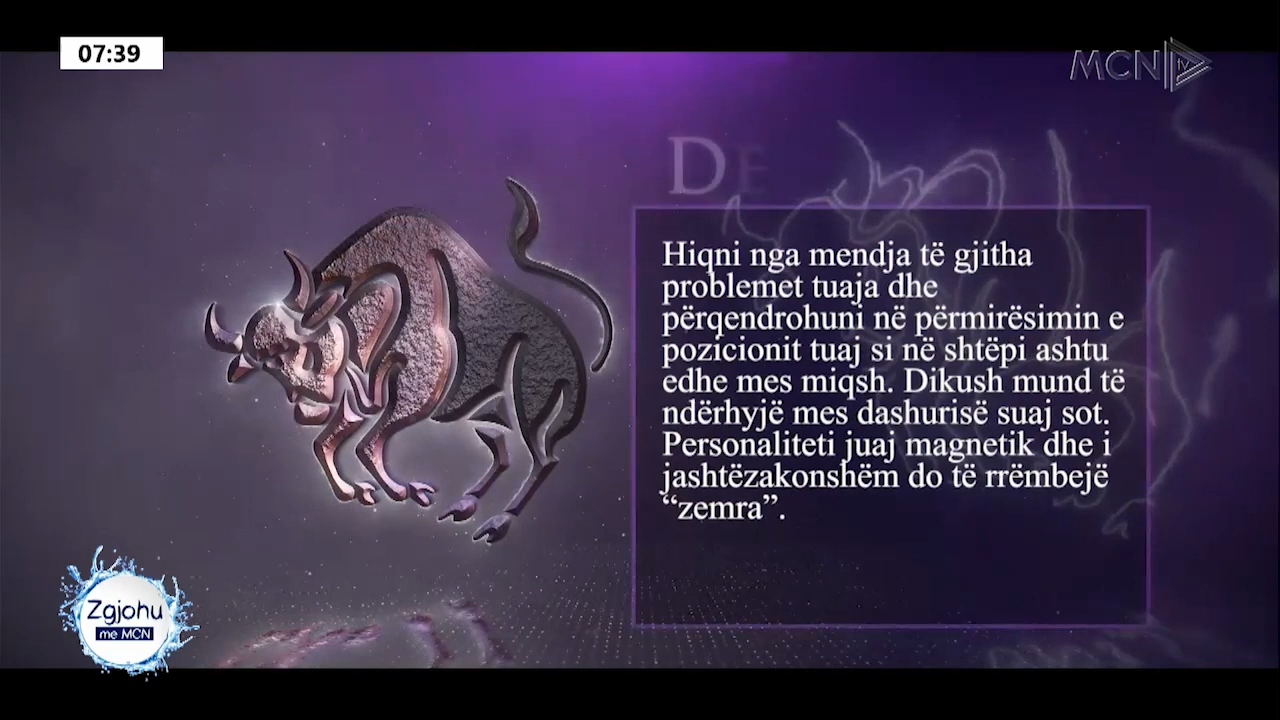 07:39
MCN TV
DE
Hiqni nga mendja të gjitha
problemet tuaja dhe
përqendrohuni në përmirësimin e
pozicionit tuaj si në shtëpi ashtu
edhe mes miqsh. Dikush mund të
ndërhyjë mes dashurisë suaj sot.
Personaliteti juaj magnetik dhe i
jashtëzakonshëm do të rrëmbejë
“zemra”.
Zgjohu
me MCN